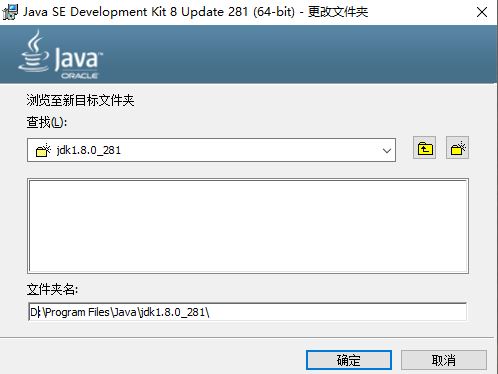 Java SE Development Kit 8 Update 281 (64-bit) - 更改文件夹
Java™
ORACLE
浏览至新目标文件夹
查找(L):
jdk1.8.0_281
文件夹名:
D:\Program Files\Java\jdk1.8.0_281\
确定
取消